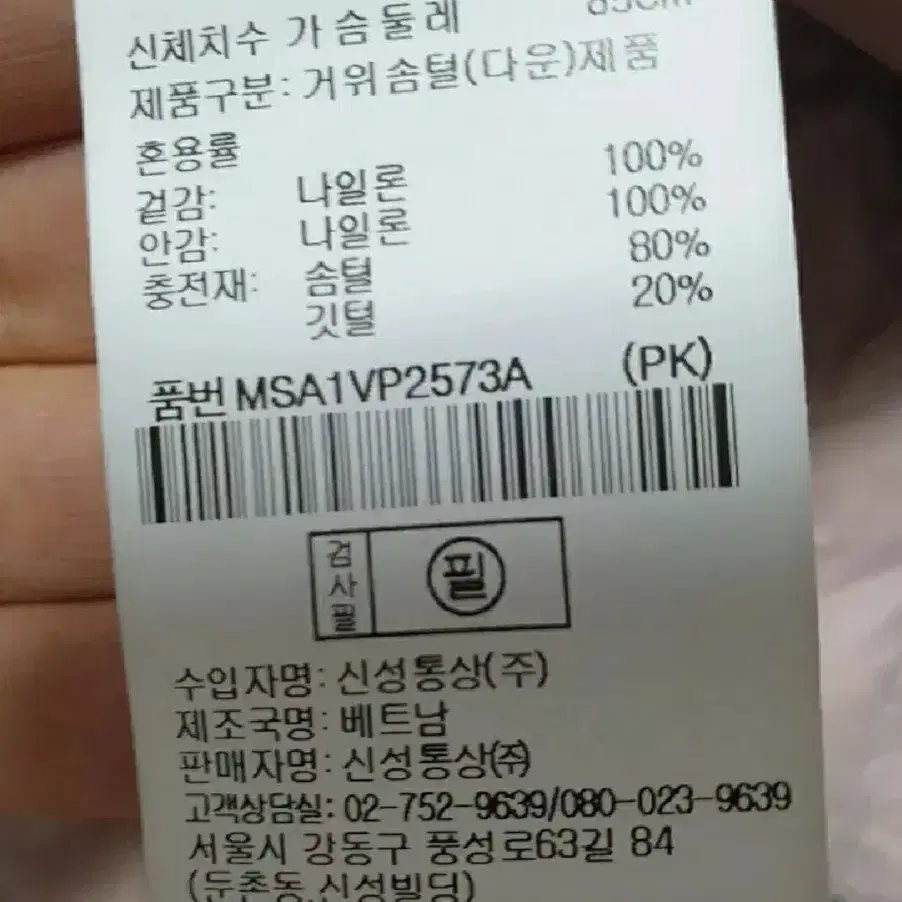 신체치수 가슴둘레
제품구분: 거위솜털(다운)제품
혼용률
겉감: 나일론 100%
안감: 나일론 100%
충전재: 솜털 80%
깃털 20%
품번 MSA1VP2573A (PK)
검사필 필
수입자명: 신성통상(주)
제조국명: 베트남
판매자명: 신성통상(주)
고객상담실: 02-752-9639/080-023-9639
서울시 강동구 풍성로63길 84
(둔촌동,신성빌딩)